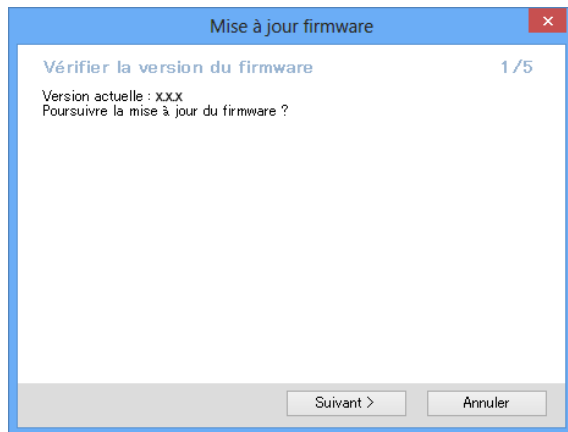 Mise à jour firmware
Vérifier la version du firmware 1/5
Version actuelle : X.X.X
Poursuivre la mise à jour du firmware ?
Suivant > Annuler